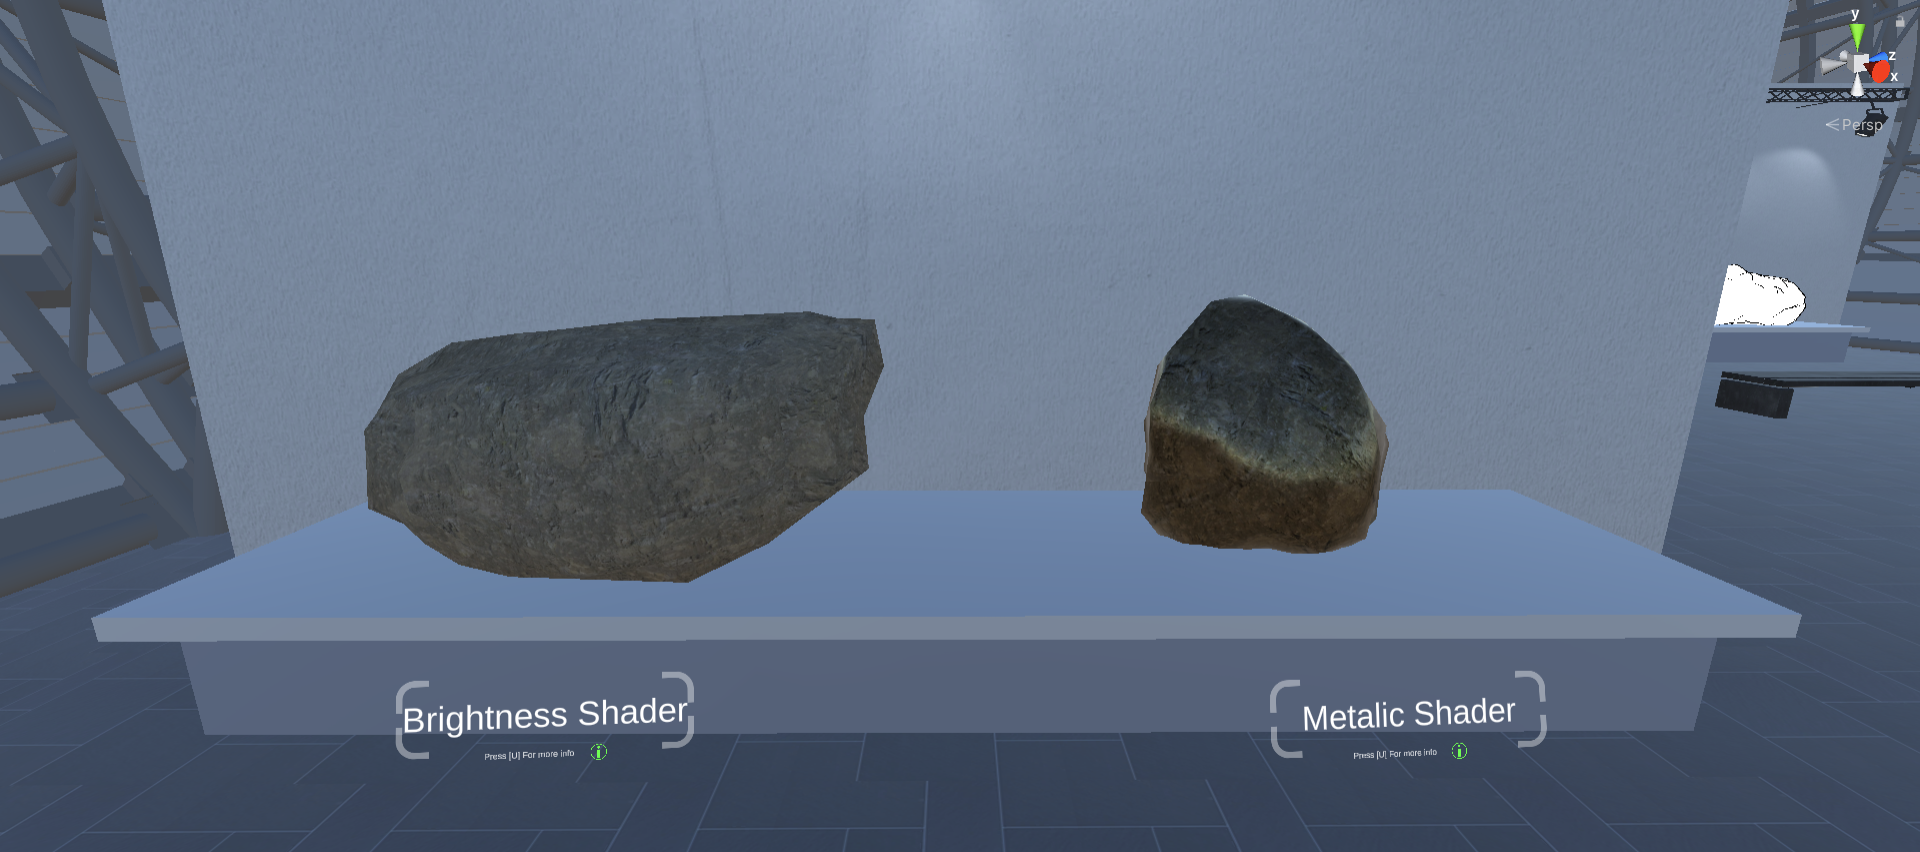 y
z
x
Persp
Brightness Shader
Press [U] For more info
Metalic Shader
Press [U] For more info